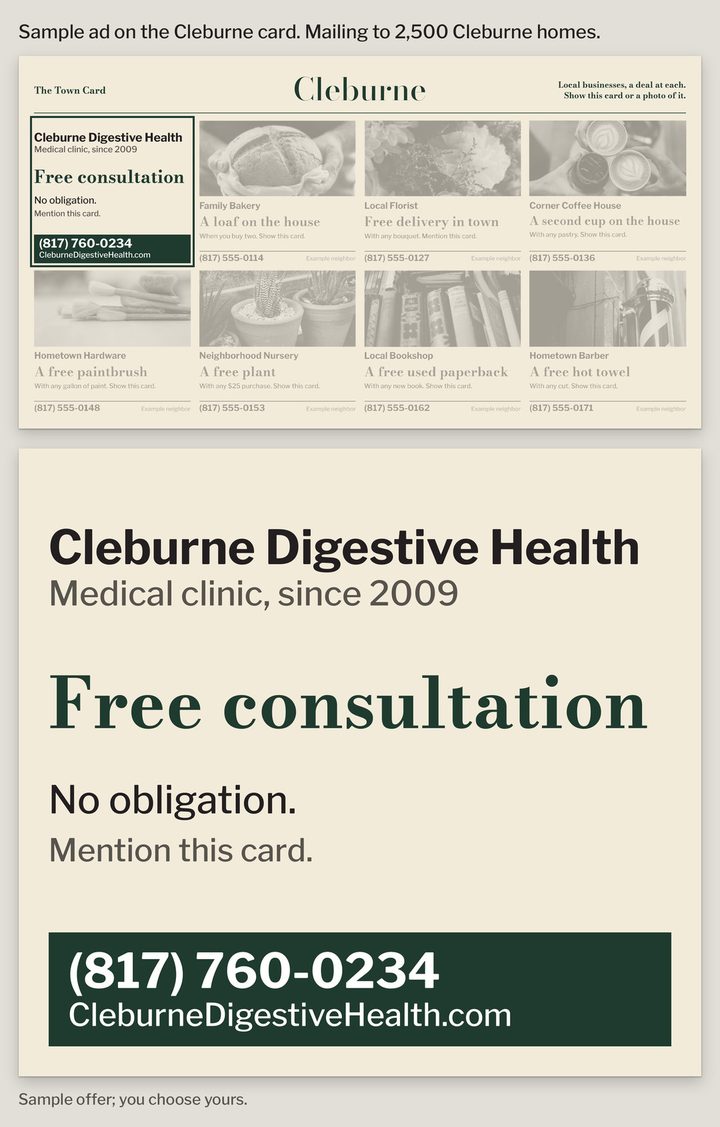 Sample ad on the Cleburne card. Mailing to 2,500 Cleburne homes.
The Town Card
Cleburne
Local businesses, a deal at each.
Show this card or a photo of it.
Cleburne Digestive Health
Medical clinic, since 2009
Free consultation
No obligation.
Mention this card.
(817) 760-0234
CleburneDigestiveHealth.com
Family Bakery
A loaf on the house
When you buy two. Show this card.
(817) 555-0114
Example neighbor
Local Florist
Free delivery in town
With any bouquet. Mention this card.
(817) 555-0127
Example neighbor
Corner Coffee House
A second cup on the house
With any pastry. Show this card.
(817) 555-0136
Example neighbor
Hometown Hardware
A free paintbrush
With any gallon of paint. Show this card.
(817) 555-0148
Example neighbor
Neighborhood Nursery
A free plant
With any $25 purchase. Show this card.
(817) 555-0153
Example neighbor
Local Bookshop
A free used paperback
With any new book. Show this card.
(817) 555-0162
Example neighbor
Hometown Barber
A free hot towel
With any cut. Show this card.
(817) 555-0171
Example neighbor
Cleburne Digestive Health
Medical clinic, since 2009
Free consultation
No obligation.
Mention this card.
(817) 760-0234
CleburneDigestiveHealth.com
Sample offer; you choose yours.